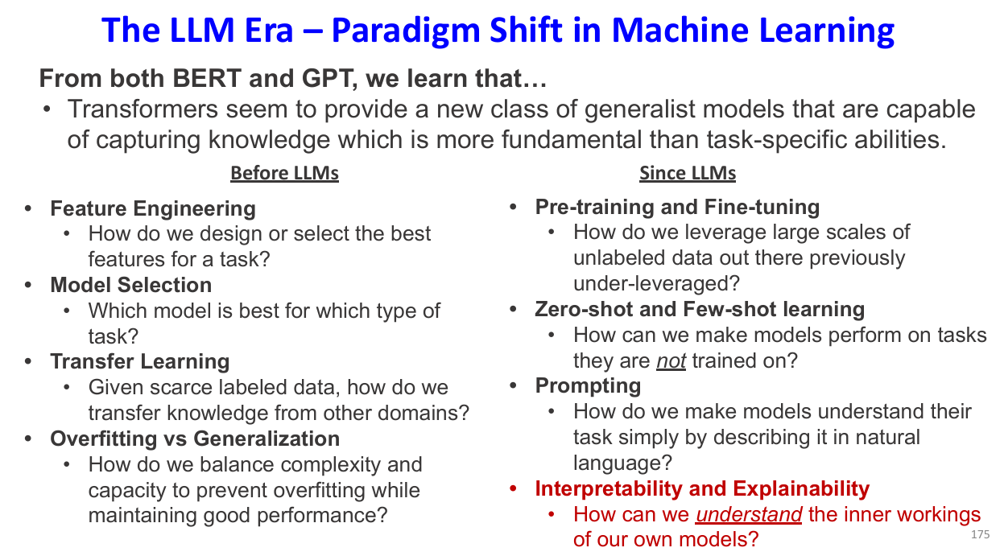 The LLM Era – Paradigm Shift in Machine Learning
From both BERT and GPT, we learn that…
• Transformers seem to provide a new class of generalist models that are capable
of capturing knowledge which is more fundamental than task-specific abilities.
Before LLMs
• Feature Engineering
• How do we design or select the best
features for a task?
• Model Selection
• Which model is best for which type of
task?
• Transfer Learning
• Given scarce labeled data, how do we
transfer knowledge from other domains?
• Overfitting vs Generalization
• How do we balance complexity and
capacity to prevent overfitting while
maintaining good performance?
Since LLMs
• Pre-training and Fine-tuning
• How do we leverage large scales of
unlabeled data out there previously
under-leveraged?
• Zero-shot and Few-shot learning
• How can we make models perform on tasks
they are not trained on?
• Prompting
• How do we make models understand their
task simply by describing it in natural
language?
• Interpretability and Explainability
• How can we understand the inner workings
of our own models?
175